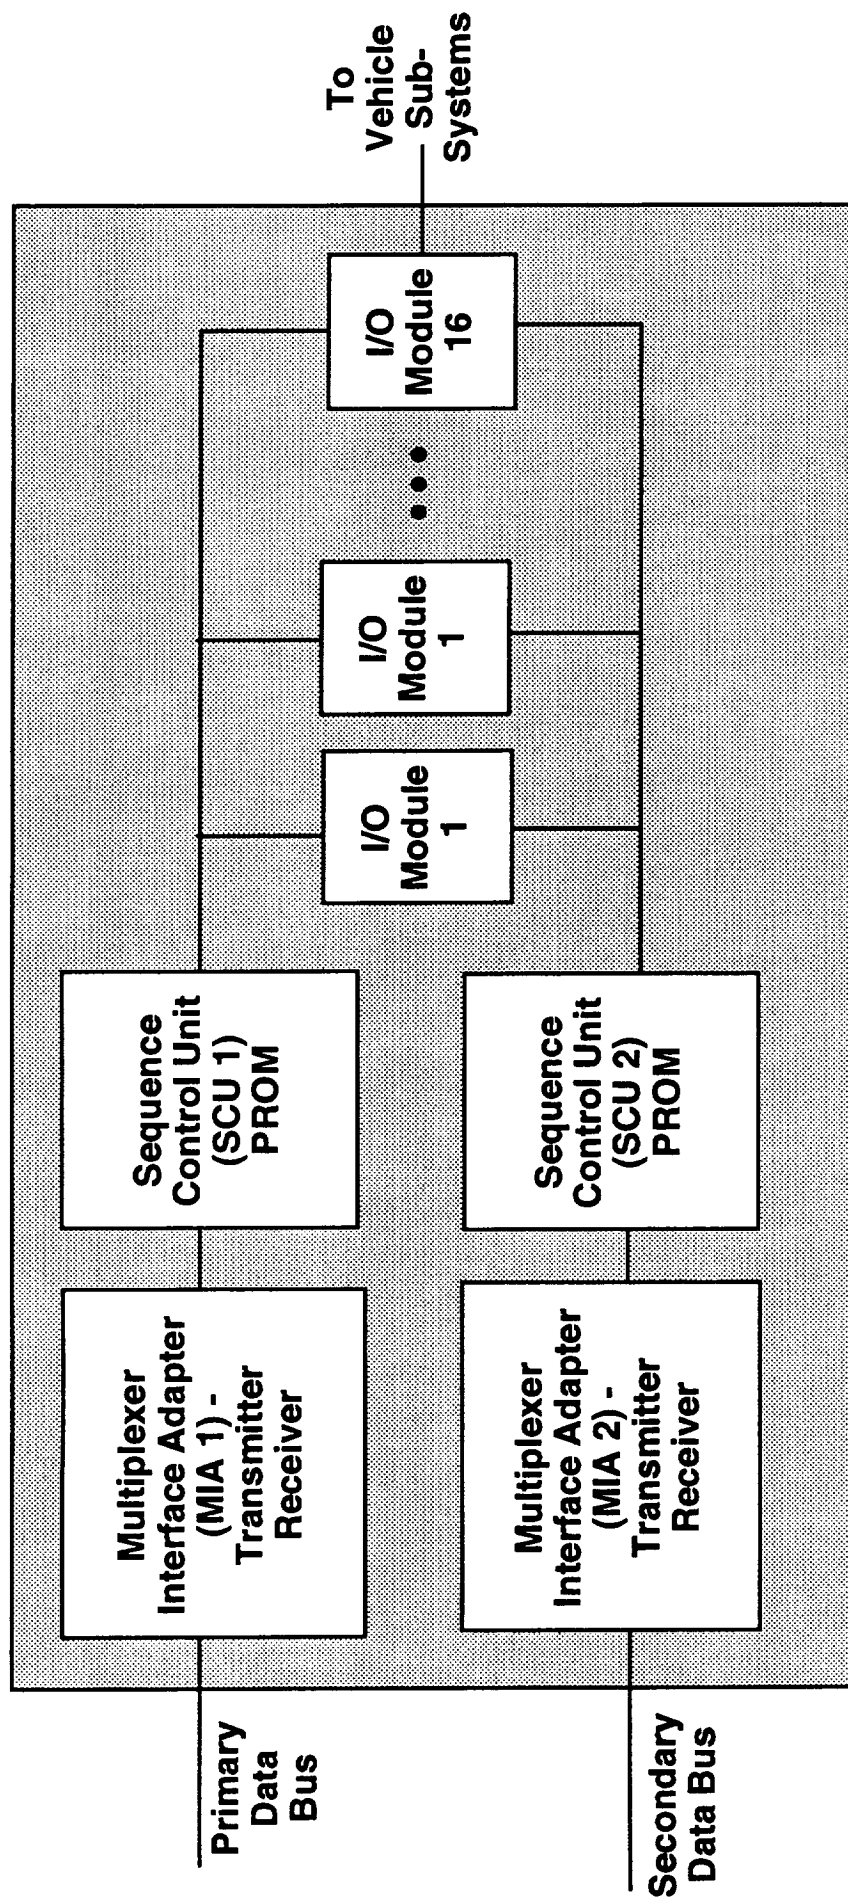 Primary
Data
Bus
Multiplexer
Interface Adapter
(MIA 1) -
Transmitter
Receiver
Sequence
Control Unit
(SCU 1)
PROM
Secondary
Data Bus
Multiplexer
Interface Adapter
(MIA 2) -
Transmitter
Receiver
Sequence
Control Unit
(SCU 2)
PROM
I/O
Module
1
I/O
Module
1
I/O
Module
16
To
Vehicle
Sub-
Systems